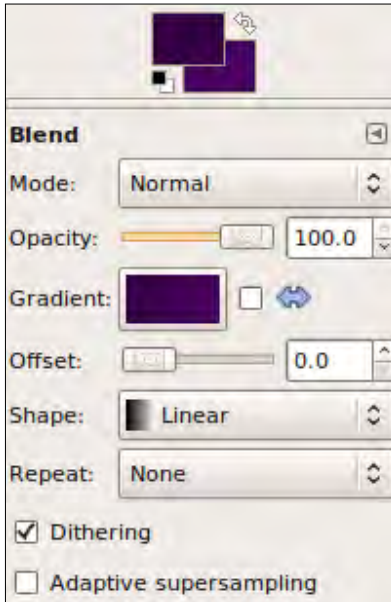 Blend
Mode: Normal
Opacity: 100.0
Gradient:
Offset: 0.0
Shape: Linear
Repeat: None
Dithering
Adaptive supersampling